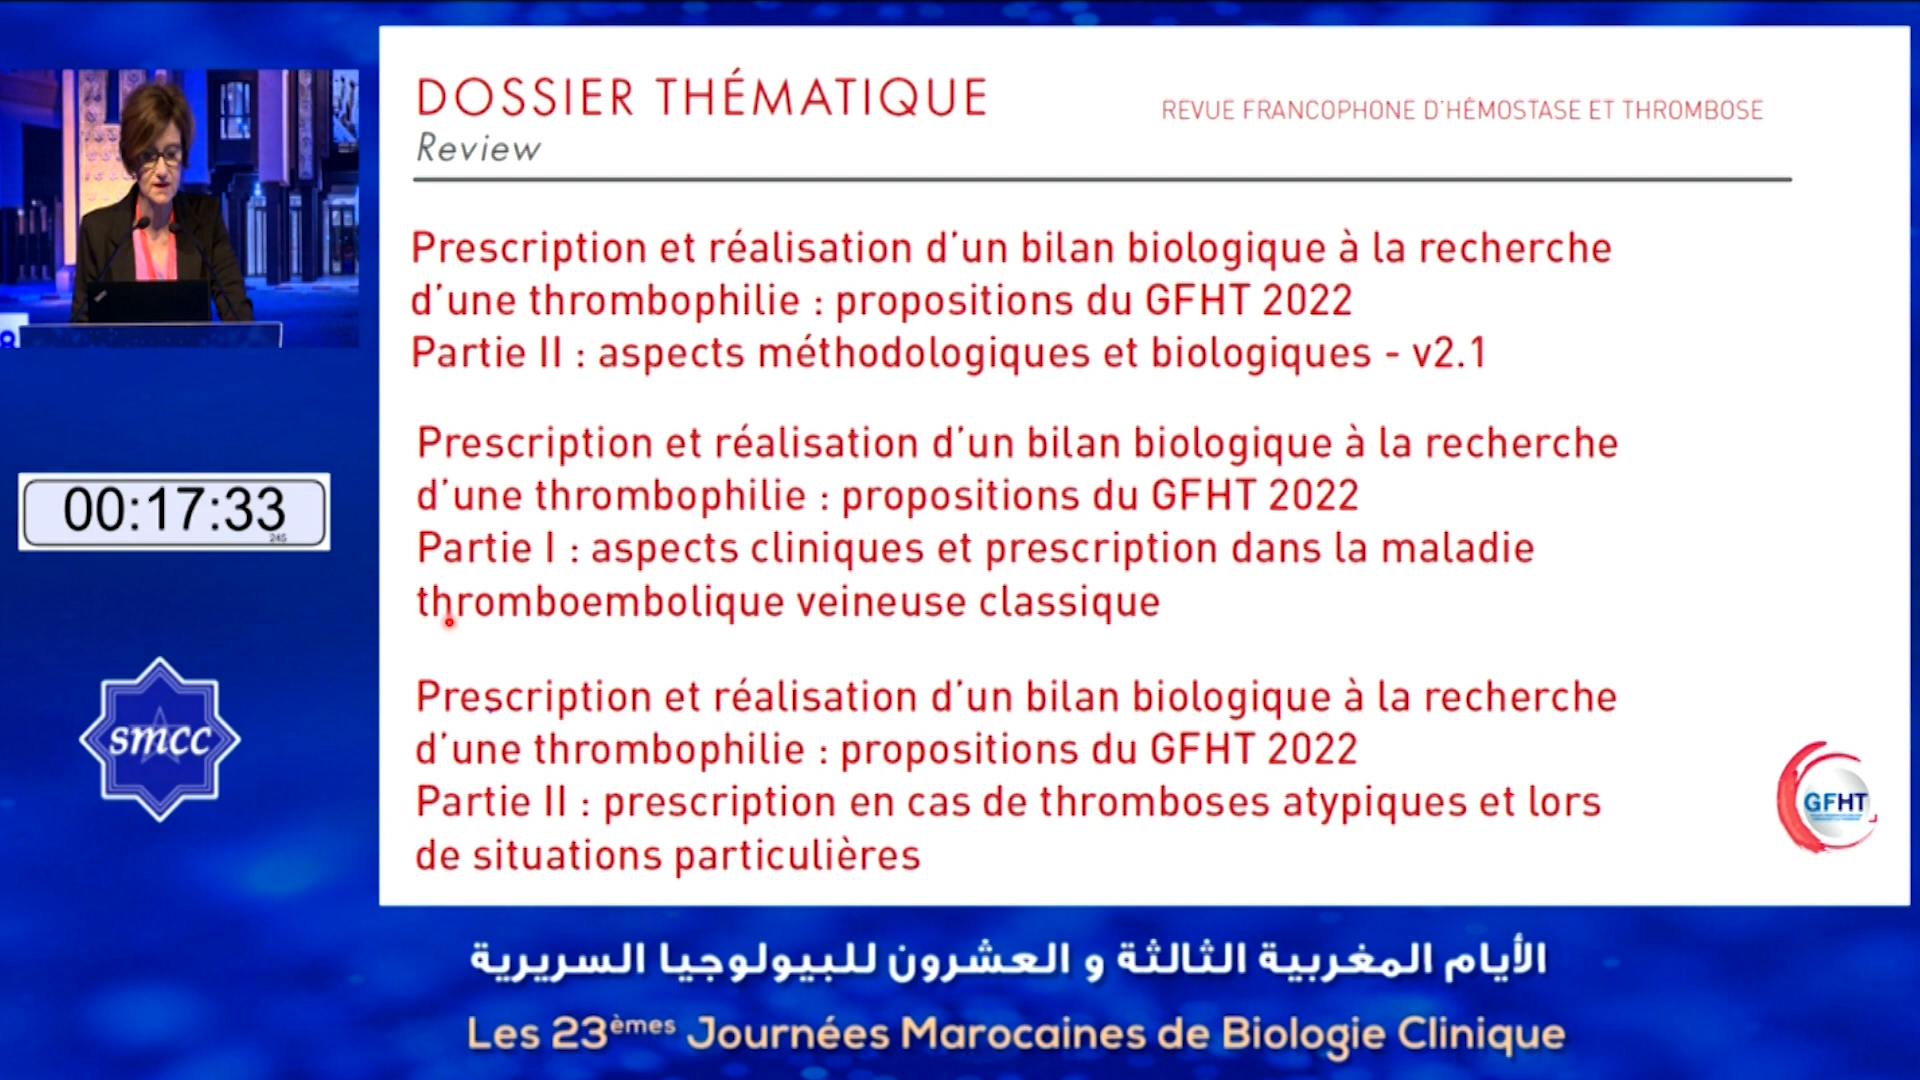 DOSSIER THÉMATIQUE
Review
REVUE FRANCOPHONE D'HÉMOSTASE ET THROMBOSE
Prescription et réalisation d'un bilan biologique à la recherche
d'une thrombophilie : propositions du GFHT 2022
Partie II : aspects méthodologiques et biologiques - v2.1
Prescription et réalisation d'un bilan biologique à la recherche
d'une thrombophilie : propositions du GFHT 2022
Partie I : aspects cliniques et prescription dans la maladie
thromboembolique veineuse classique
Prescription et réalisation d'un bilan biologique à la recherche
d'une thrombophilie : propositions du GFHT 2022
Partie II : prescription en cas de thromboses atypiques et lors
de situations particulières
GFHT
00:17:33
smcc
الأيام المغربية الثالثة و العشرون للبيولوجيا السريرية
Les 23èmes Journées Marocaines de Biologie Clinique